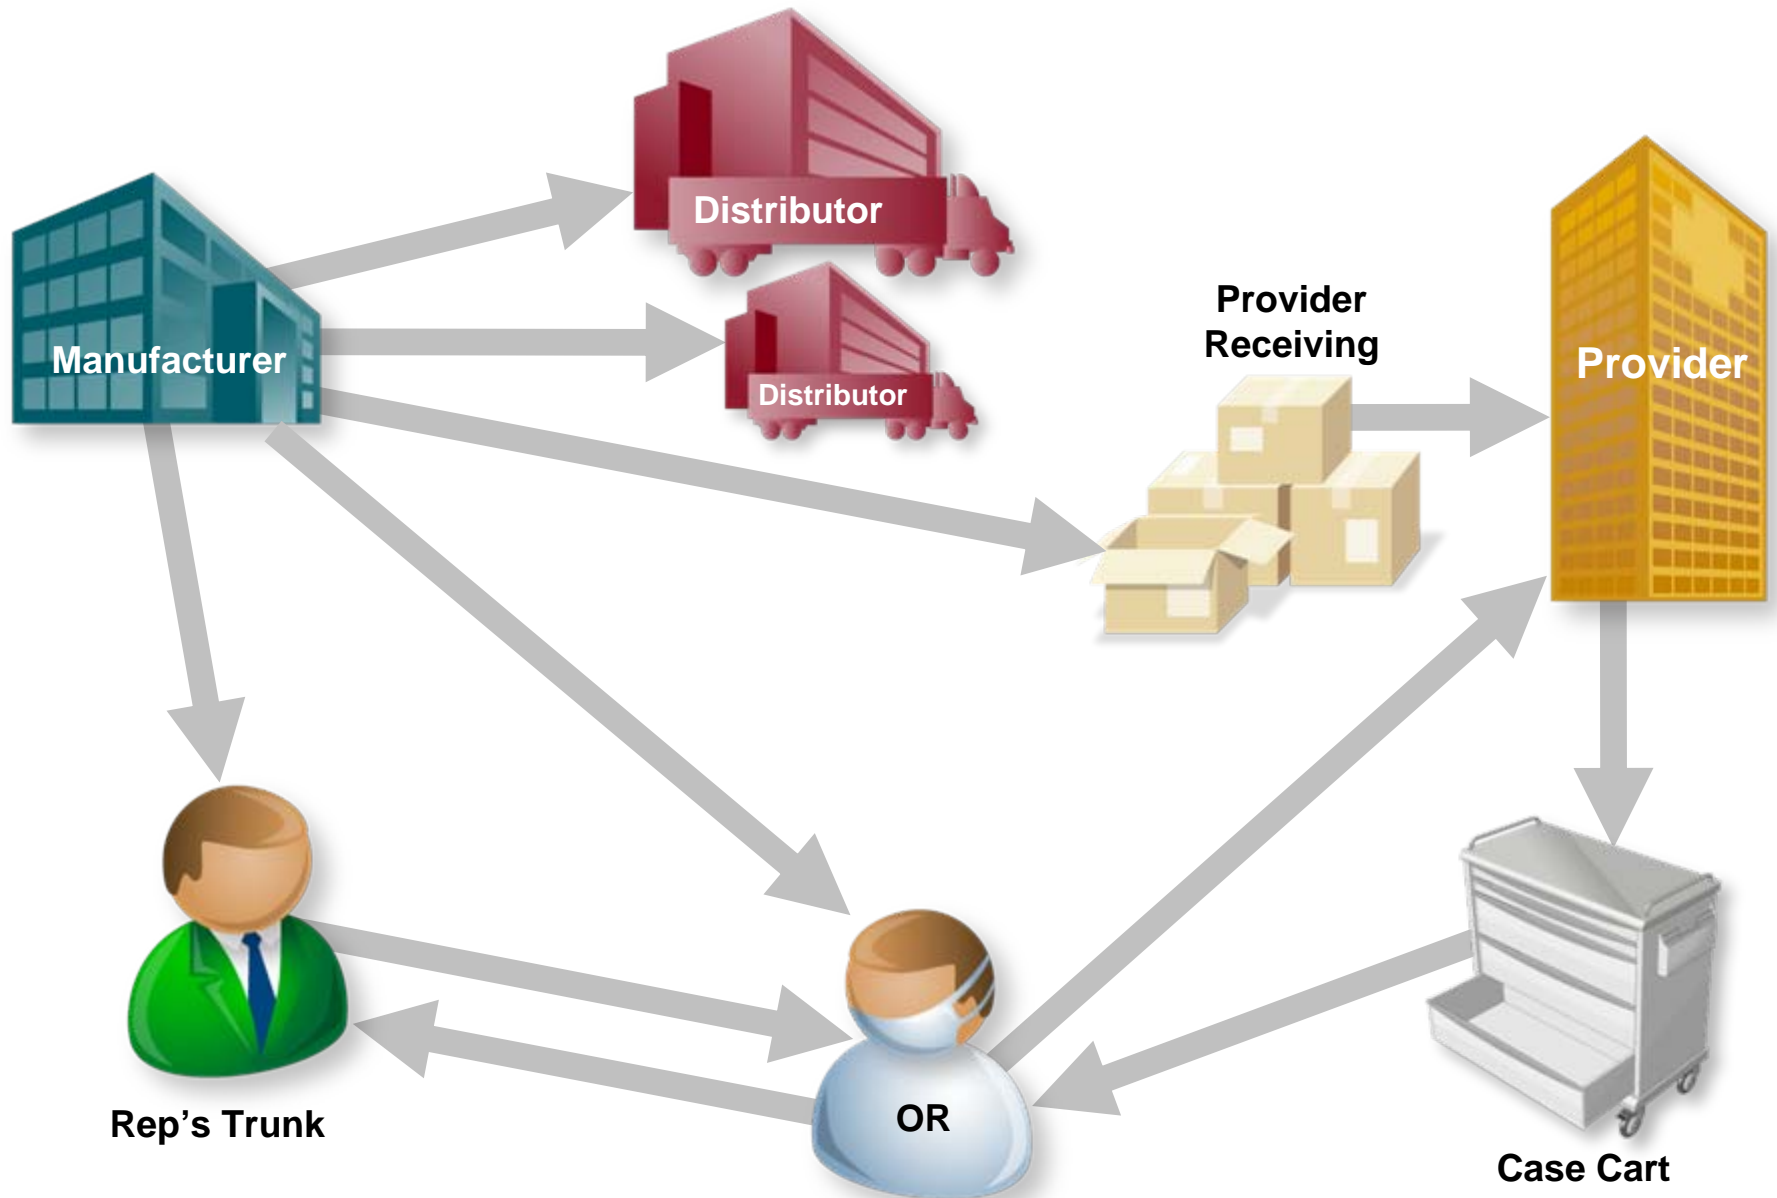 Distributor
Manufacturer
Distributor
Provider
Receiving
Provider
Rep’s Trunk
OR
Case Cart